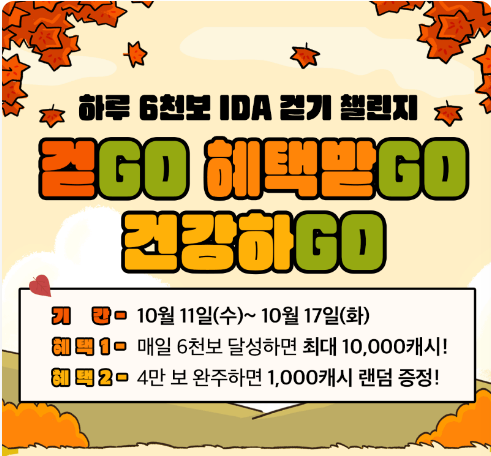 하루 6천보 IDA 걷기 챌린지
걷GO 혜택받GO
건강하GO
기 간 - 10월 11일(수)~ 10월 17일(화)
혜택1 - 매일 6천보 달성하면 최대 10,000캐시!
혜택2 - 4만 보 완주하면 1,000캐시 랜덤 증정!